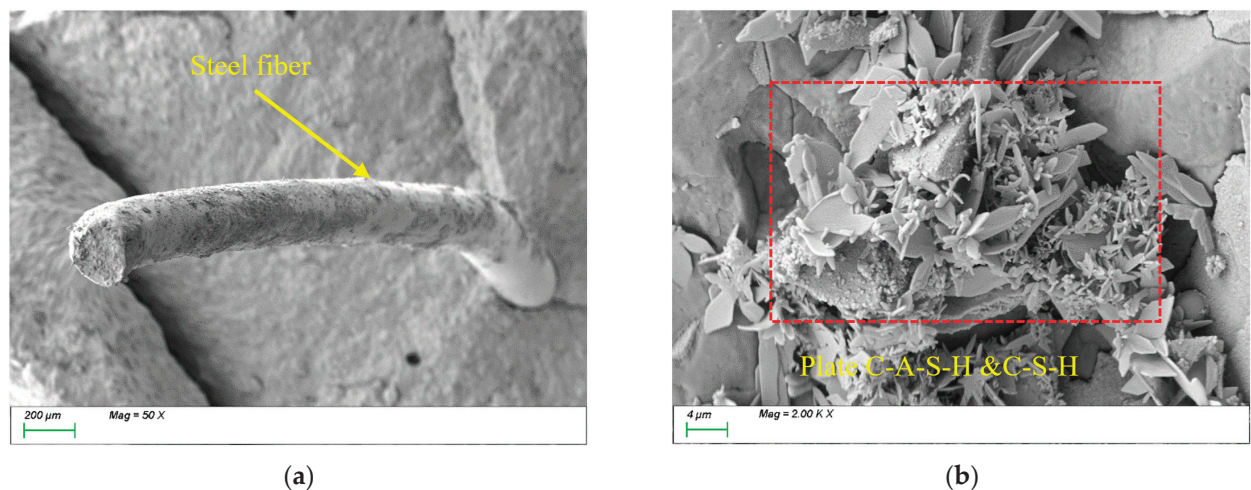 Steel fiber
200 µm
Mag = 50 X
(a)
Plate C-A-S-H &C-S-H
4 µm
Mag = 2.00 K X
(b)